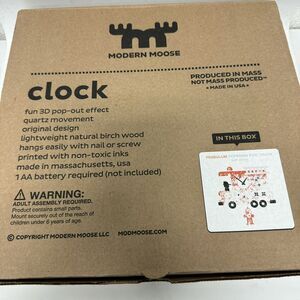 MODERN MOOSE
clock
PRODUCED IN MASS
NOT MASS PRODUCED™
• MADE IN USA •
fun 3D pop-out effect
quartz movement
original design
lightweight natural birch wood
hangs easily with nail or screw
printed with non-toxic inks
made in massachusetts, usa
1 AA battery required (not included)
IN THIS BOX
PENDULUM
WARNING:
ADULT ASSEMBLY REQUIRED.
Product contains small parts.
Mount securely out of the reach of
children under 6 years of age.
© COPYRIGHT MODERN MOOSE LLC MODMOOSE.COM